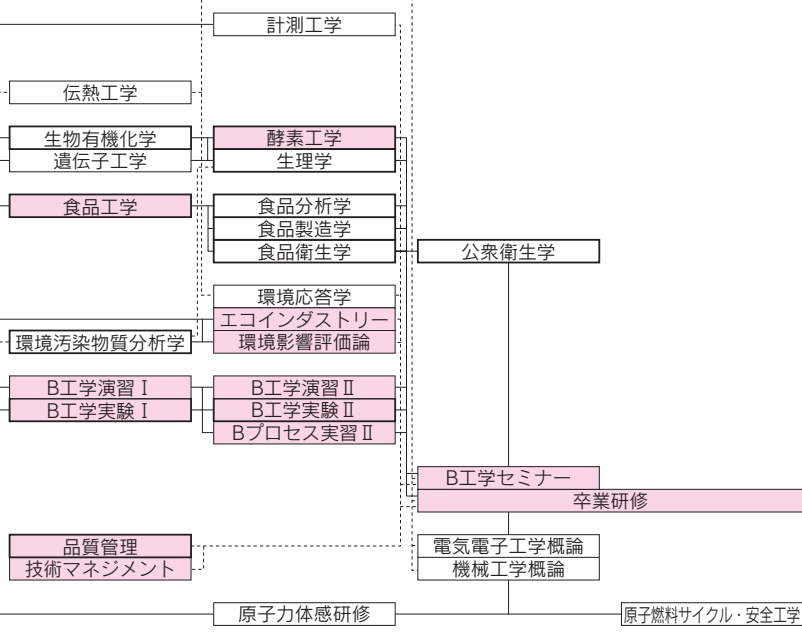 計測工学
伝熱工学
生物有機化学
酵素工学
遺伝子工学
生理学
食品工学
食品分析学
食品製造学
食品衛生学
公衆衛生学
環境応答学
エコインダストリー
環境汚染物質分析学
環境影響評価論
B工学演習Ⅰ
B工学演習Ⅱ
B工学実験Ⅰ
B工学実験Ⅱ
Bプロセス実習Ⅱ
B工学セミナー
卒業研修
品質管理
電気電子工学概論
技術マネジメント
機械工学概論
原子力体感研修
原子燃料サイクル・安全工学